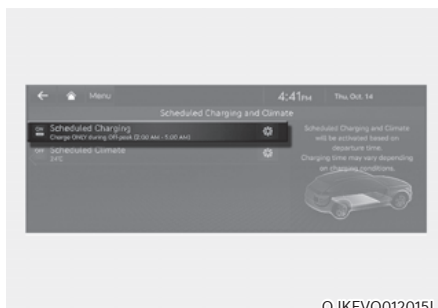 Menu
4:41PM
Thu, Oct. 14
Scheduled Charging and Climate
ON
Scheduled Charging
Charge ONLY during Off-peak (2:00 AM - 5:00 AM)
Scheduled Climate
Scheduled Charging and Climate
will be activated based on
departure time.
Charging time may vary depending
on charging conditions.